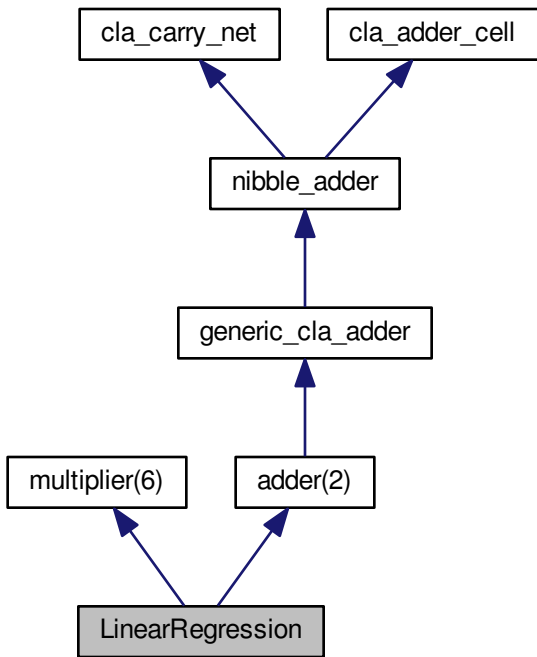 cla_carry_net
cla_adder_cell
nibble_adder
generic_cla_adder
multiplier(6)
adder(2)
LinearRegression